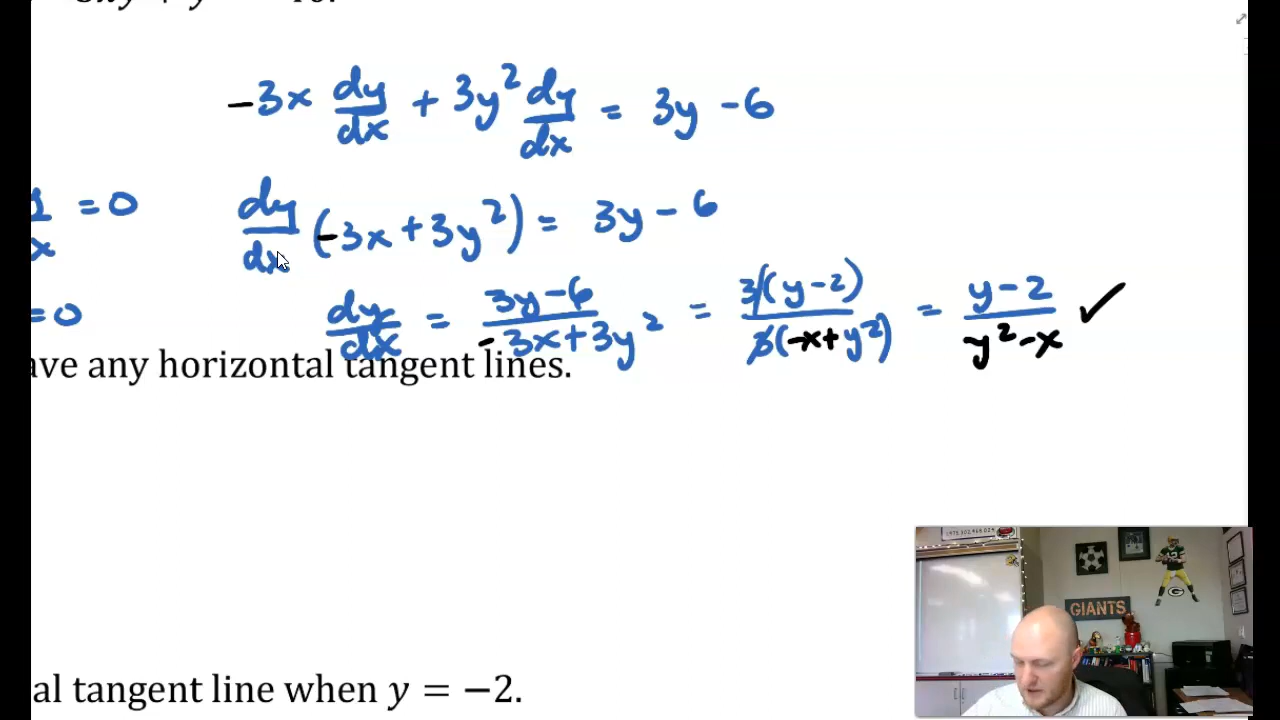 -3x dy/dx + 3y² dy/dx = 3y - 6
= 0
dy/dx (-3x + 3y²) = 3y - 6
= 0
dy/dx = 3y-6 / -3x+3y² = 3(y-2) / 3(-x+y²) = y-2 / y²-x ✓
ave any horizontal tangent lines.
GIANTS
G
al tangent line when y = −2.